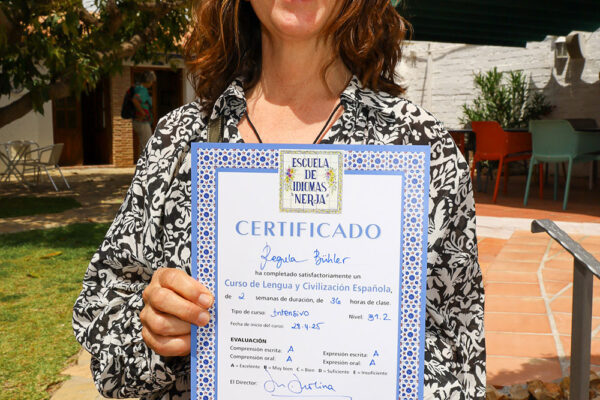 ESCUELA
DE
IDIOMAS
NERJA
CERTIFICADO
Regula Bühler
ha completado satisfactoriamente un
Curso de Lengua y Civilización Española,
de 2 semanas de duración, de 36 horas de clase.
Tipo de curso: Intensivo Nivel: B1.2
Fecha de inicio del curso: 28-4-25
EVALUACIÓN
Comprensión escrita: A Expresión escrita: A
Comprensión oral: A Expresión oral: A
A = Excelente B = Muy bien C = Bien D = Suficiente E = Insuficiente
El Director: